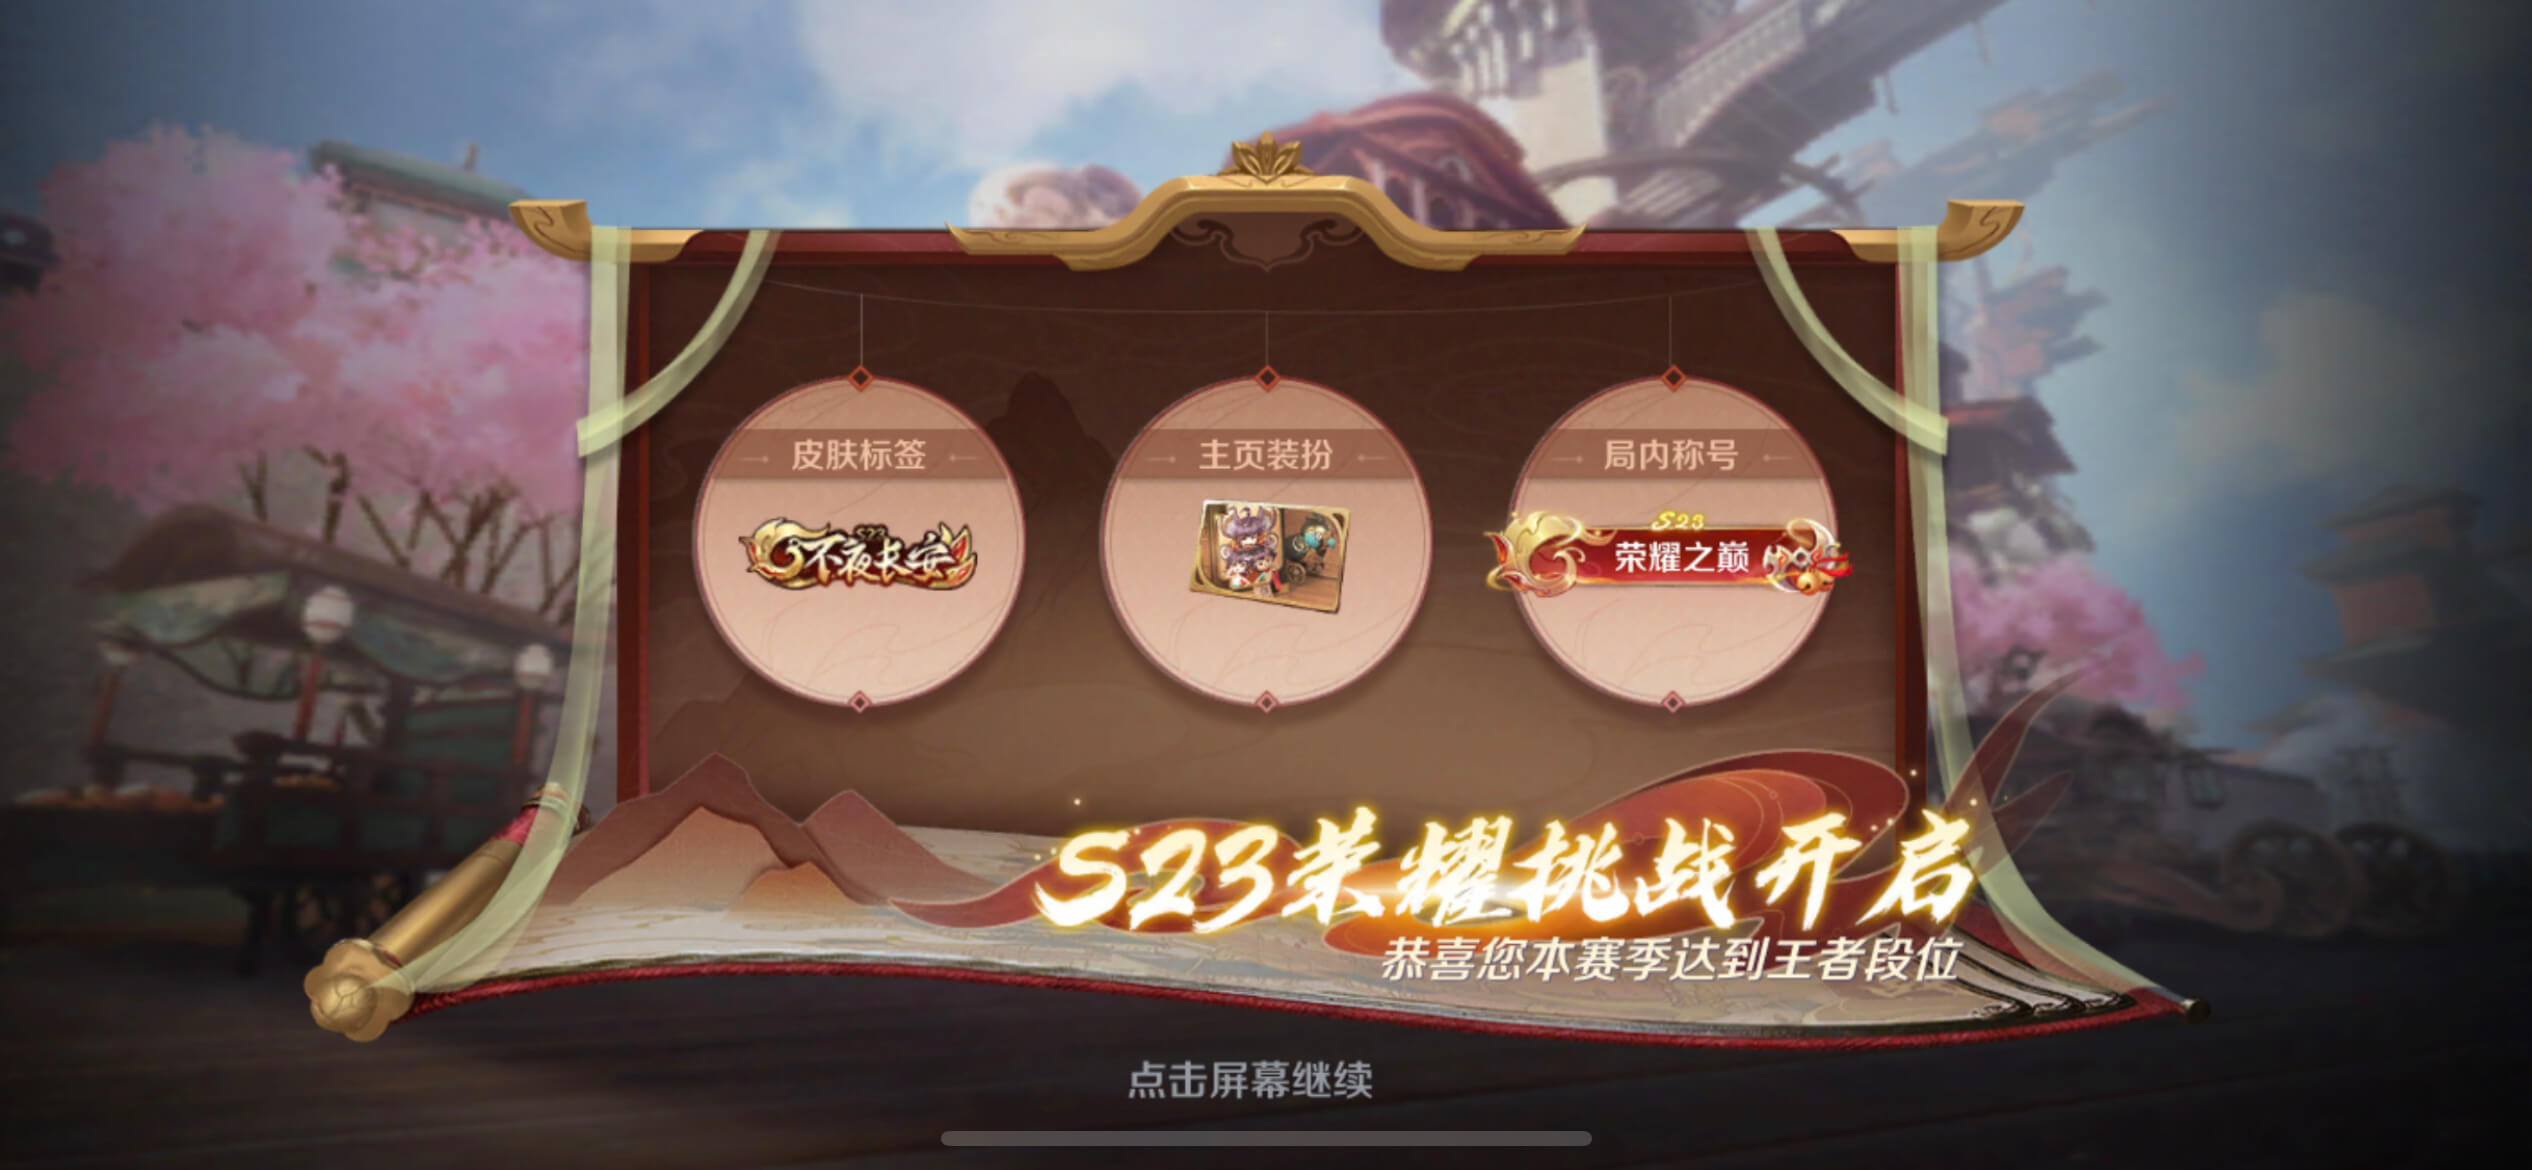 皮肤标签
主页装扮
局内称号
S23
不夜长安
S23
荣耀之巅
S23荣耀挑战开启
恭喜您本赛季达到王者段位
点击屏幕继续